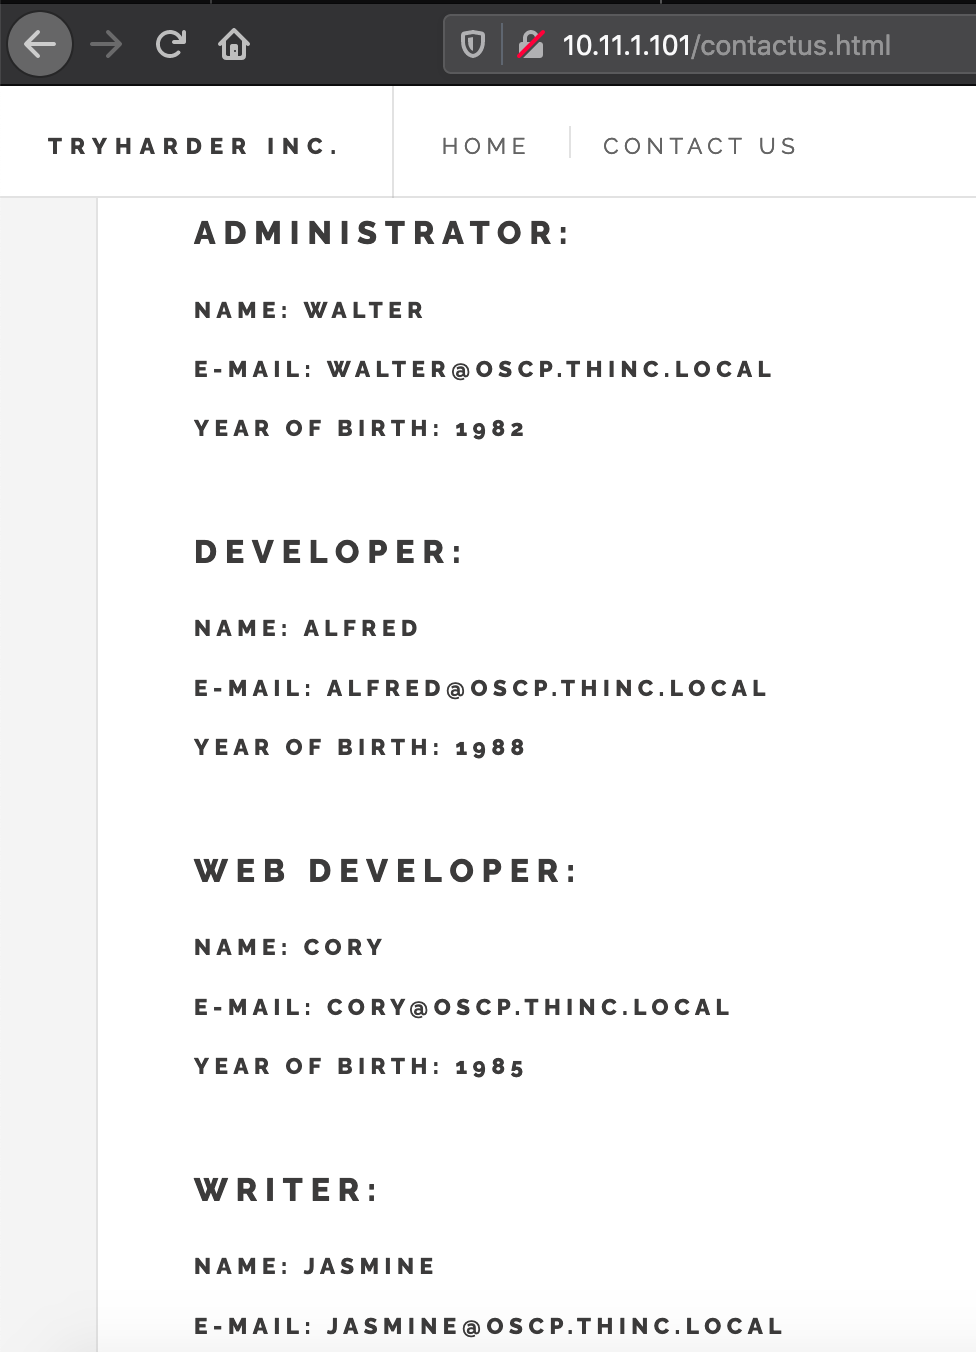 10.11.1.101/contactus.html
TRYHARDER INC. HOME CONTACT US
ADMINISTRATOR:
NAME: WALTER
E-MAIL: WALTER@OSCP.THINC.LOCAL
YEAR OF BIRTH: 1982
DEVELOPER:
NAME: ALFRED
E-MAIL: ALFRED@OSCP.THINC.LOCAL
YEAR OF BIRTH: 1988
WEB DEVELOPER:
NAME: CORY
E-MAIL: CORY@OSCP.THINC.LOCAL
YEAR OF BIRTH: 1985
WRITER:
NAME: JASMINE
E-MAIL: JASMINE@OSCP.THINC.LOCAL